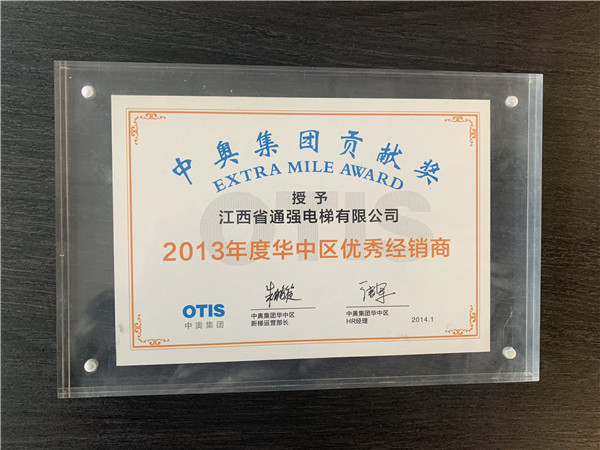 中奥集团贡献奖
EXTRA MILE AWARD
OTIS
授予
江西省通强电梯有限公司
2013年度华中区优秀经销商
OTIS
中奥集团
中奥集团华中区
新梯运营部长
中奥集团华中区
HR经理
2014.1